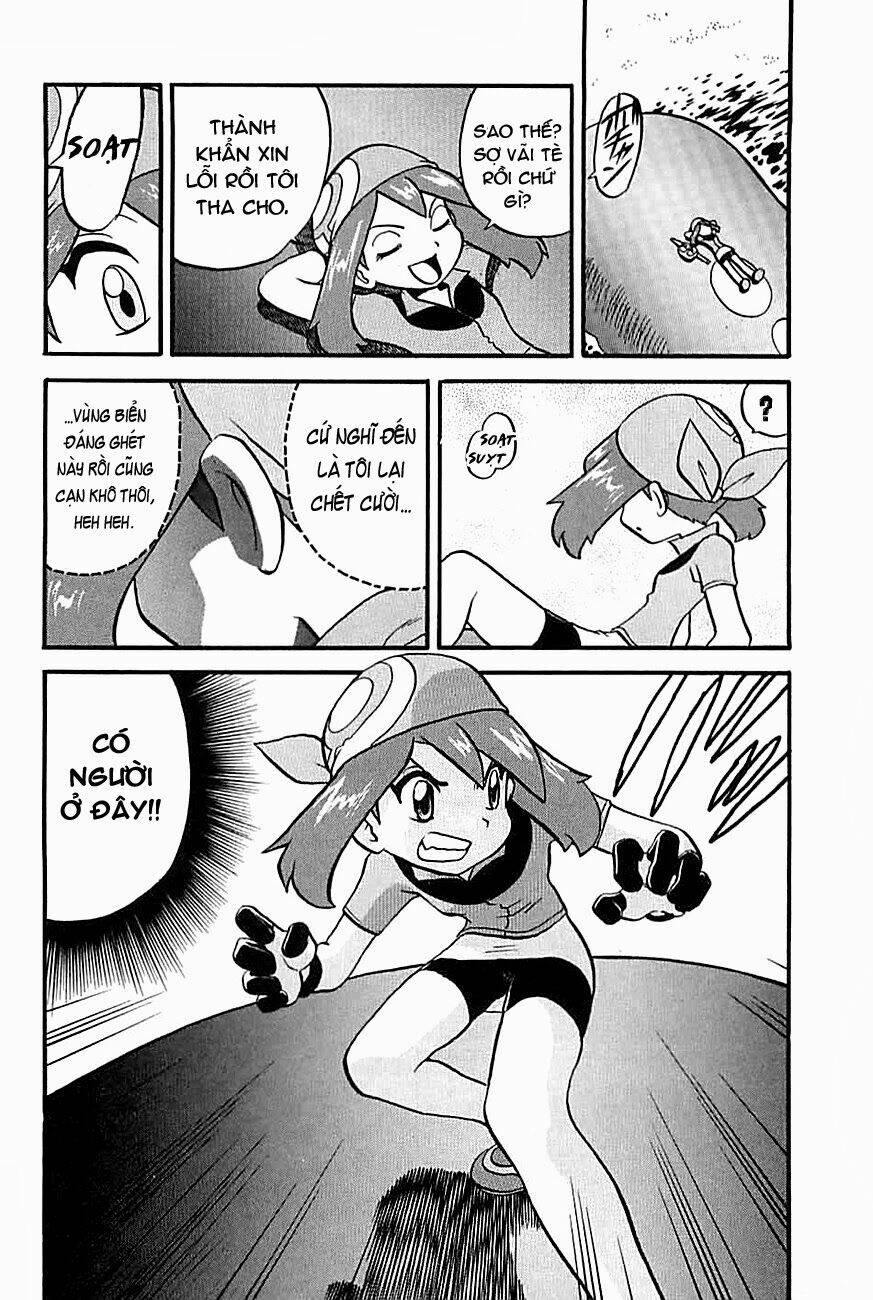 SAO THẾ?
SỢ VÃI TÈ
RỒI CHỨ
GÌ?
THÀNH
KHẨN XIN
LỖI RỒI TÔI
THA CHO.
SOẠT
?
SOẠT
SUỴT
CỨ NGHĨ ĐẾN
LÀ TÔI LẠI
CHẾT CƯỜI...
...VÙNG BIỂN
ĐÁNG GHÉT
NÀY RỒI CŨNG
CẠN KHÔ THÔI,
HEH HEH.
CÓ
NGƯỜI
Ở ĐÂY!!